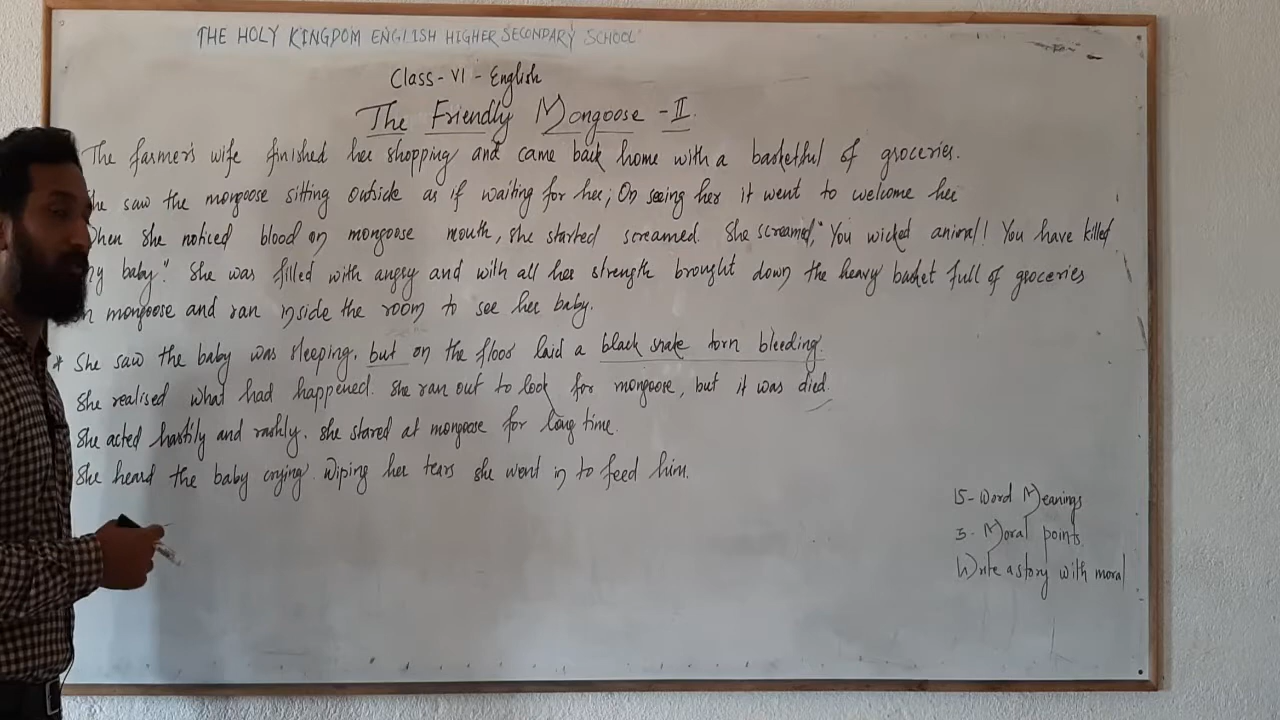 THE HOLY KINGDOM ENGLISH HIGHER SECONDARY SCHOOL
Class-VI - English
The Friendly Mongoose - II.
The farmer's wife finished her shopping and came back home with a basketful of groceries.
he saw the mongoose sitting outside as if waiting for her; On seeing her it went to welcome her
When she noticed blood on mongoose mouth, she started screamed. She screamed, "You wicked animal! You have killed
my baby". She was filled with angry and with all her strength brought down the heavy basket full of groceries
n mongoose and ran inside the room to see her baby.
* She saw the baby was sleeping, but on the floor laid a black snake torn bleeding.
She realised what had happened. She ran out to look for mongoose, but it was died.
She acted hastily and rashly. She stared at mongoose for long time.
She heard the baby crying. Wiping her tears she went in to feed him.
15-Word Meanings
3. Moral points
Write a story with moral